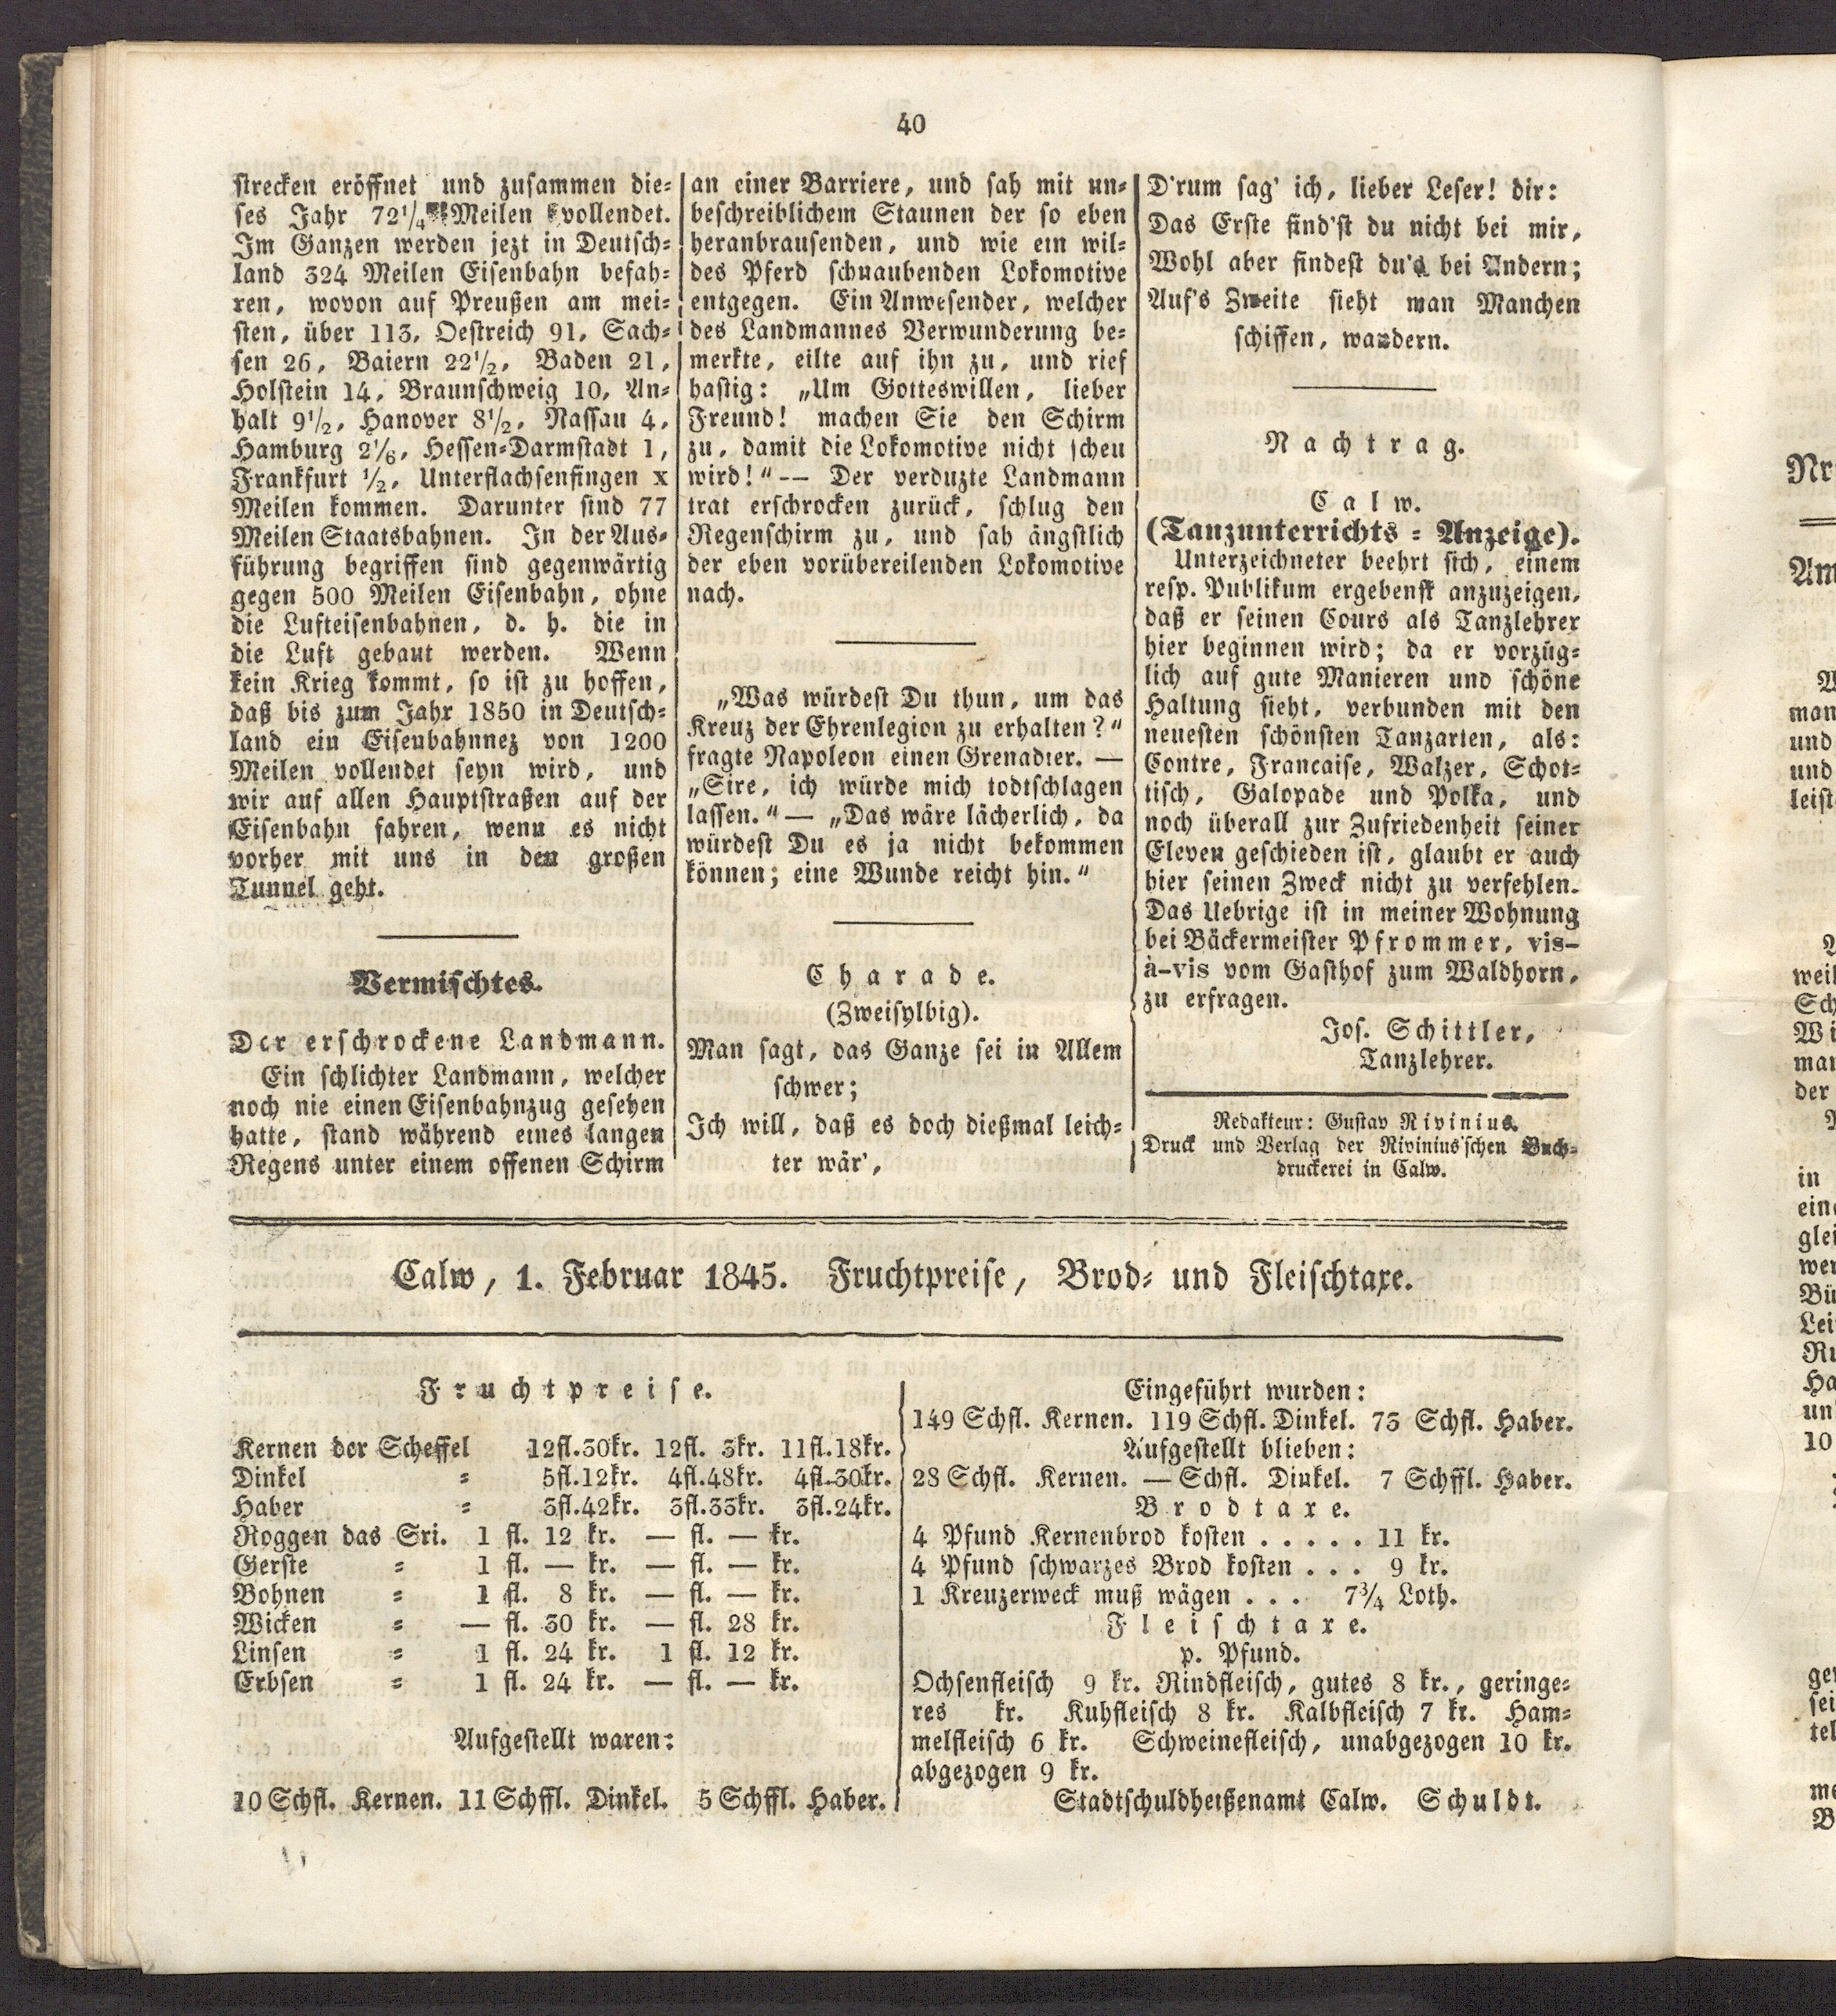 40
strecken eröffnet und zusammen die-
ses Jahr 72 1/4 Meilen vollendet.
Im Ganzen werden jezt in Deutsch-
land 324 Meilen Eisenbahn befah-
ren, wovon auf Preußen am mei-
sten, über 113, Oestreich 91, Sach-
sen 26, Baiern 22 1/2, Baden 21,
Holstein 14, Braunschweig 10, An-
halt 9 1/2, Hanover 8 1/2, Nassau 4,
Hamburg 2 1/6, Hessen-Darmstadt 1,
Frankfurt 1/2, Unterflachsenfingen x
Meilen kommen. Darunter sind 77
Meilen Staatsbahnen. In der Aus-
führung begriffen sind gegenwärtig
gegen 500 Meilen Eisenbahn, ohne
die Lufteisenbahnen, d. h. die in
die Luft gebaut werden. Wenn
kein Krieg kommt, so ist zu hoffen,
daß bis zum Jahr 1850 in Deutsch-
land ein Eisenbahnnez von 1200
Meilen vollendet seyn wird, und
wir auf allen Hauptstraßen auf der
Eisenbahn fahren, wenn es nicht
vorher mit uns in den großen
Tunnel geht.
Vermischtes.
Der erschrockene Landmann.
Ein schlichter Landmann, welcher
noch nie einen Eisenbahnzug gesehen
hatte, stand während eines langen
Regens unter einem offenen Schirm
an einer Barriere, und sah mit un-
beschreiblichem Staunen der so eben
heranbrausenden, und wie ein wil-
des Pferd schnaubenden Lokomotive
entgegen. Ein Anwesender, welcher
des Landmannes Verwunderung be-
merkte, eilte auf ihn zu, und rief
hastig: „Um Gotteswillen, lieber
Freund! machen Sie den Schirm
zu, damit die Lokomotive nicht scheu
wird!“ -- Der verduzte Landmann
trat erschrocken zurück, schlug den
Regenschirm zu, und sah ängstlich
der eben vorübereilenden Lokomotive
nach.
„Was würdest Du thun, um das
Kreuz der Ehrenlegion zu erhalten?“
fragte Napoleon einen Grenadier. —
„Sire, ich würde mich todtschlagen
lassen.“ — „Das wäre lächerlich, da
würdest Du es ja nicht bekommen
können; eine Wunde reicht hin.“
Charade.
(Zweisylbig).
Man sagt, das Ganze sei in Allem
schwer;
Ich will, daß es doch dießmal leich-
ter wär',
D'rum sag' ich, lieber Leser! dir:
Das Erste find'st du nicht bei mir,
Wohl aber findest du's bei Andern;
Auf's Zweite sieht man Manchen
schiffen, wandern.
Nachtrag.
Calw.
(Tanzunterrichts-Anzeige).
Unterzeichneter beehrt sich, einem
resp. Publikum ergebenst anzuzeigen,
daß er seinen Cours als Tanzlehrer
hier beginnen wird; da er vorzüg-
lich auf gute Manieren und schöne
Haltung sieht, verbunden mit den
neuesten schönsten Tanzarten, als:
Contre, Francaise, Walzer, Schot-
tisch, Galopade und Polka, und
noch überall zur Zufriedenheit seiner
Eleven geschieden ist, glaubt er auch
hier seinen Zweck nicht zu verfehlen.
Das Uebrige ist in meiner Wohnung
bei Bäckermeister Pfrommer, vis-
à-vis vom Gasthof zum Waldhorn,
zu erfragen.
Jos. Schittler,
Tanzlehrer.
Redakteur: Gustav Rivinius.
Druck und Verlag der Rivinius'schen Buch-
druckerei in Calw.
Calw, 1. Februar 1845. Fruchtpreise, Brod- und Fleischtaxe.
Fruchtpreise.
Kernen der Scheffel 12fl.30kr. 12fl. 3kr. 11fl.18kr.
Dinkel = 5fl.12kr. 4fl.48kr. 4fl.30kr.
Haber = 3fl.42kr. 3fl.33kr. 3fl.24kr.
Roggen das Sri. 1 fl. 12 kr. — fl. — kr.
Gerste = 1 fl. — kr. — fl. — kr.
Bohnen = 1 fl. 8 kr. — fl. — kr.
Wicken = — fl. 30 kr. — fl. 28 kr.
Linsen = 1 fl. 24 kr. 1 fl. 12 kr.
Erbsen = 1 fl. 24 kr. — fl. — kr.
Aufgestellt waren:
10 Schfl. Kernen. 11 Schffl. Dinkel. 5 Schffl. Haber.
Eingeführt wurden:
149 Schfl. Kernen. 119 Schfl. Dinkel. 73 Schfl. Haber.
Aufgestellt blieben:
28 Schfl. Kernen. — Schfl. Dinkel. 7 Schffl. Haber.
Brodtaxe.
4 Pfund Kernenbrod kosten . . . . . 11 kr.
4 Pfund schwarzes Brod kosten . . . 9 kr.
1 Kreuzerweck muß wägen . . . 7 3/4 Loth.
Fleischtaxe.
p. Pfund.
Ochsenfleisch 9 kr. Rindfleisch, gutes 8 kr., geringe-
res kr. Kuhfleisch 8 kr. Kalbfleisch 7 kr. Ham-
melfleisch 6 kr. Schweinefleisch, unabgezogen 10 kr.
abgezogen 9 kr.
Stadtschuldheißenamt Calw. Schuldt.